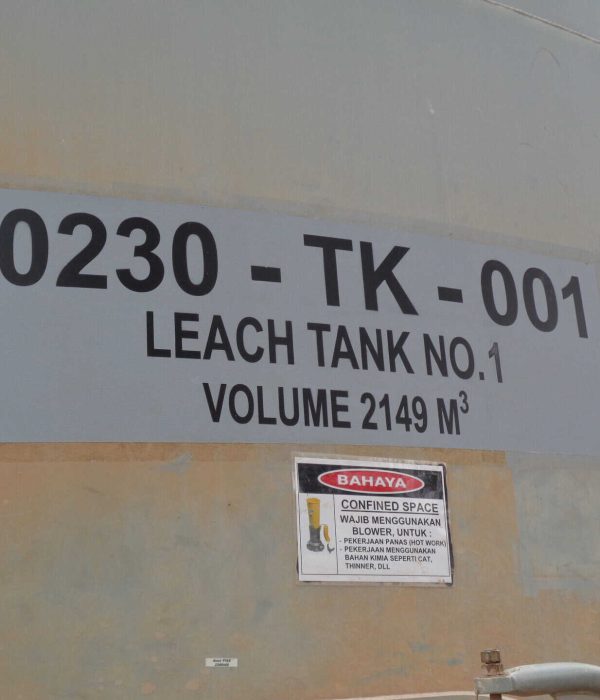 0230 - TK - 001
LEACH TANK NO.1
VOLUME 2149 M³
BAHAYA
CONFINED SPACE
WAJIB MENGGUNAKAN
BLOWER, UNTUK :
- PEKERJAAN PANAS (HOT WORK)
- PEKERJAAN MENGGUNAKAN
BAHAN KIMIA SEPERTI CAT,
THINNER, DLL